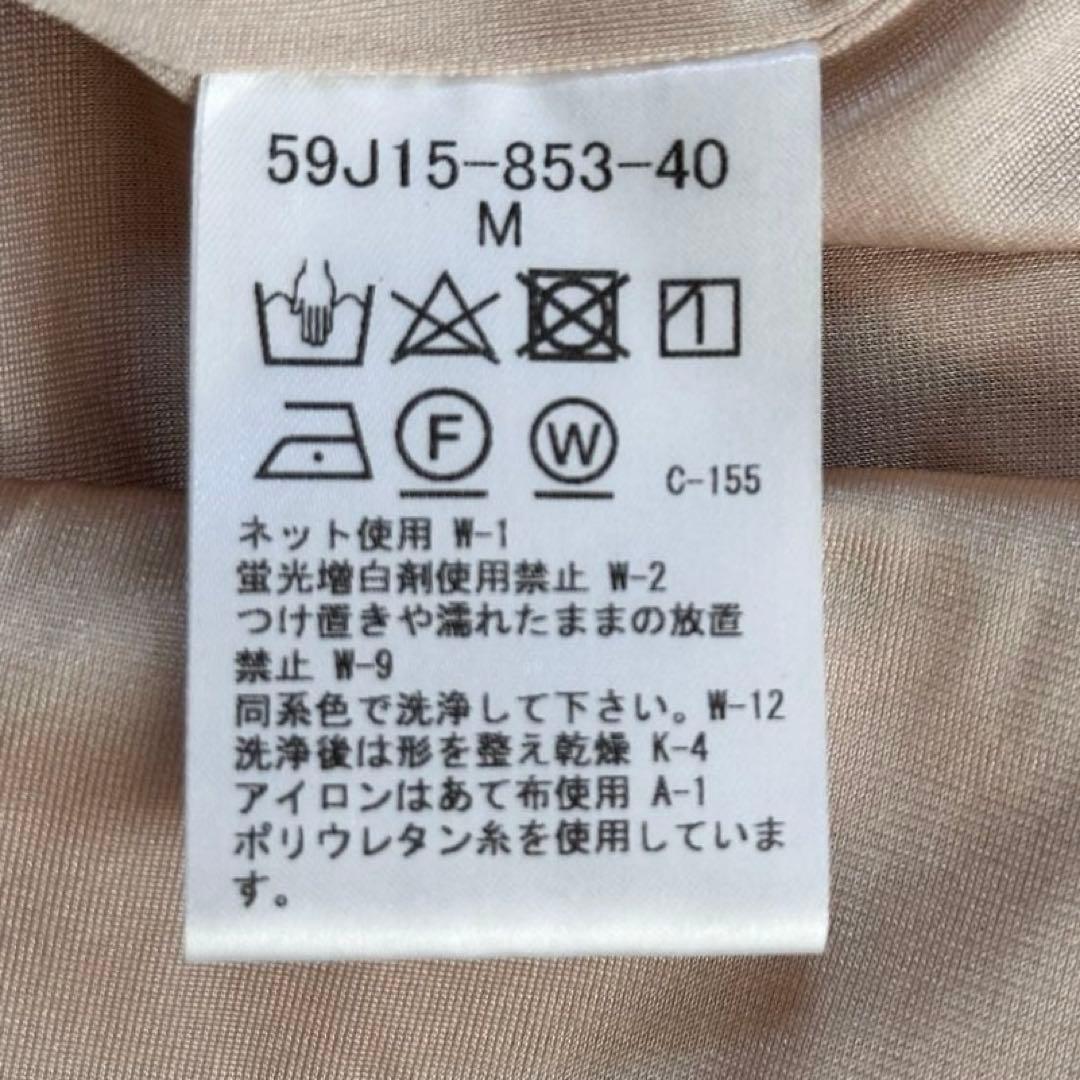 59J15-853-40
M
F W
C-155
ネット使用 W-1
蛍光増白剤使用禁止 W-2
つけ置きや濡れたままの放置
禁止 W-9
同系色で洗浄して下さい。W-12
洗浄後は形を整え乾燥 K-4
アイロンはあて布使用 A-1
ポリウレタン糸を使用していま
す。